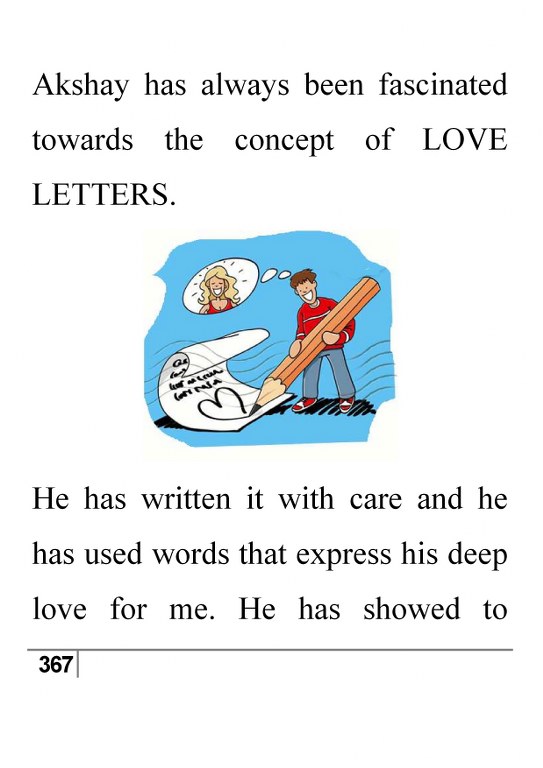 Akshay has always been fascinated
towards the concept of LOVE
LETTERS.
He has written it with care and he
has used words that express his deep
love for me. He has showed to
367